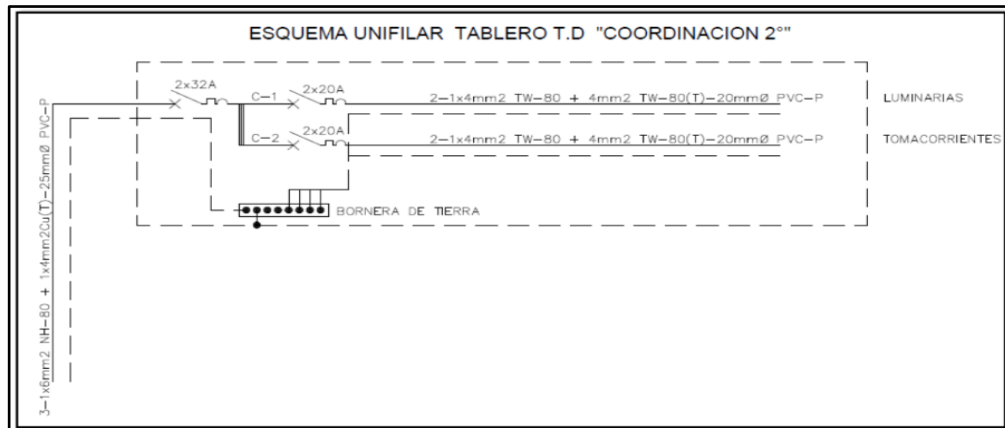 ESQUEMA UNIFILAR TABLERO T.D "COORDINACION 2°"
2x32A
C-1
2x20A
2-1x4mm2 TW-80 + 4mm2 TW-80(T)-20mmØ PVC-P
LUMINARIAS
C-2
2x20A
2-1x4mm2 TW-80 + 4mm2 TW-80(T)-20mmØ PVC-P
TOMACORRIENTES
BORNERA DE TIERRA
3-1x6mm2 NH-80 + 1x4mm2Cu(T)-25mmØ PVC-P